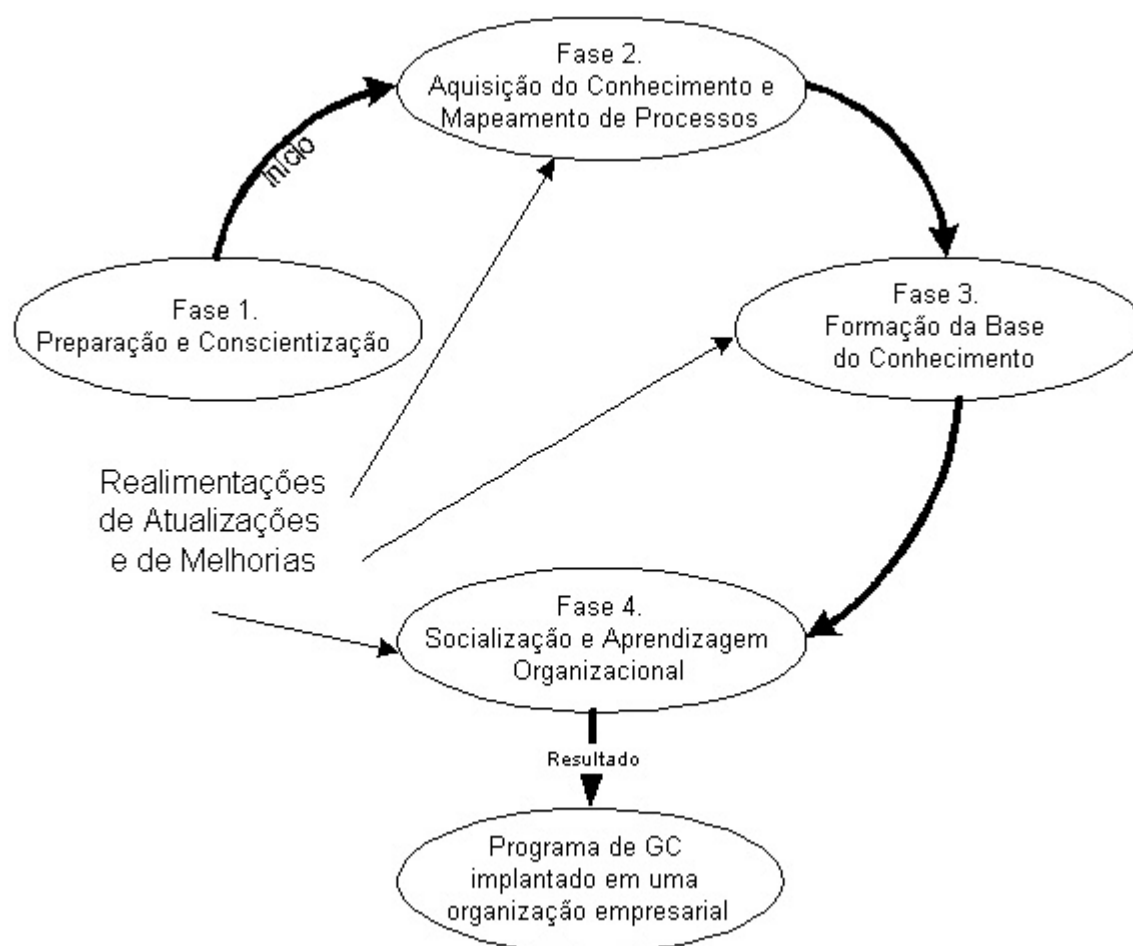 Fase 2.
Aquisição do Conhecimento e
Mapeamento de Processos
Início
Fase 1.
Preparação e Conscientização
Fase 3.
Formação da Base
do Conhecimento
Realimentações
de Atualizações
e de Melhorias
Fase 4.
Socialização e Aprendizagem
Organizacional
Resultado
Programa de GC
implantado em uma
organização empresarial